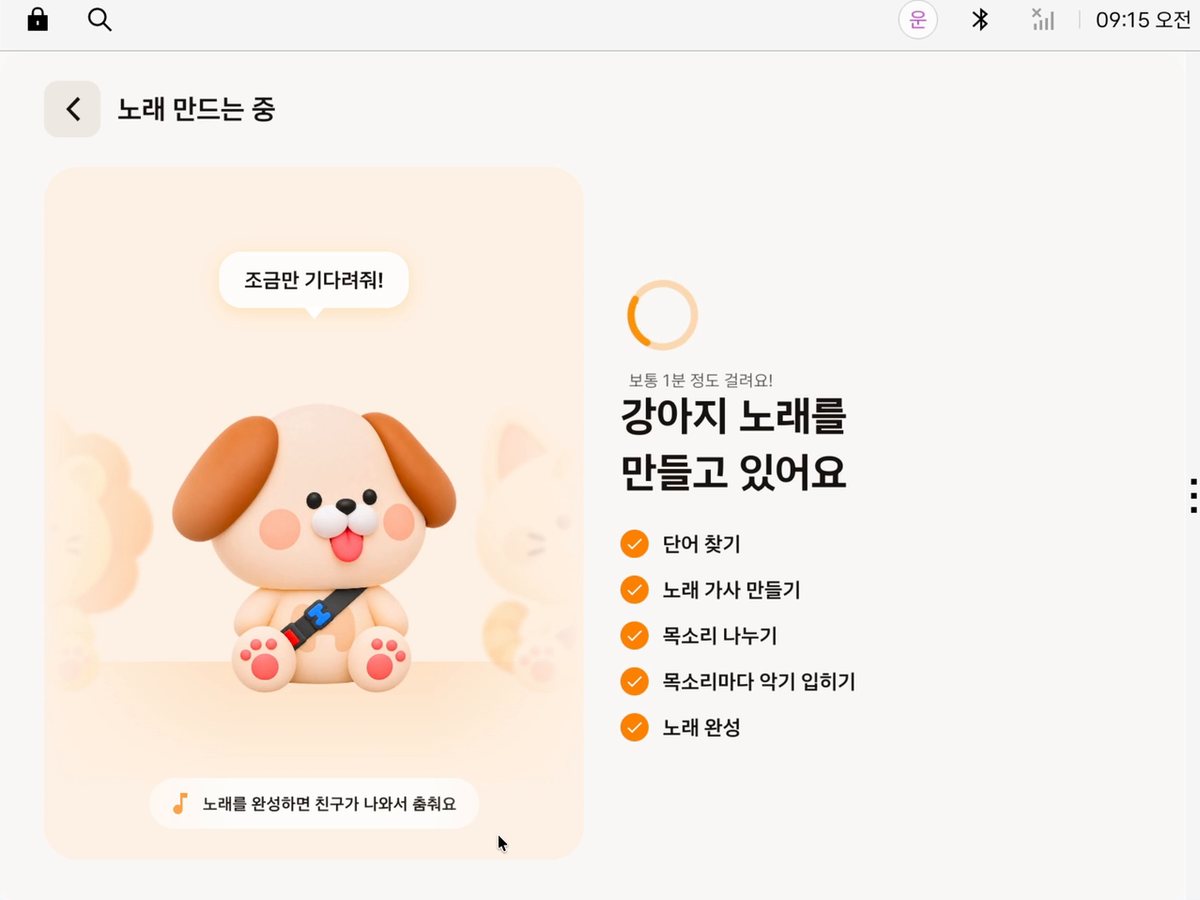 운
09:15 오전
노래 만드는 중
조금만 기다려줘!
보통 1분 정도 걸려요!
강아지 노래를
만들고 있어요
단어 찾기
노래 가사 만들기
목소리 나누기
목소리마다 악기 입히기
노래 완성
노래를 완성하면 친구가 나와서 춤춰요